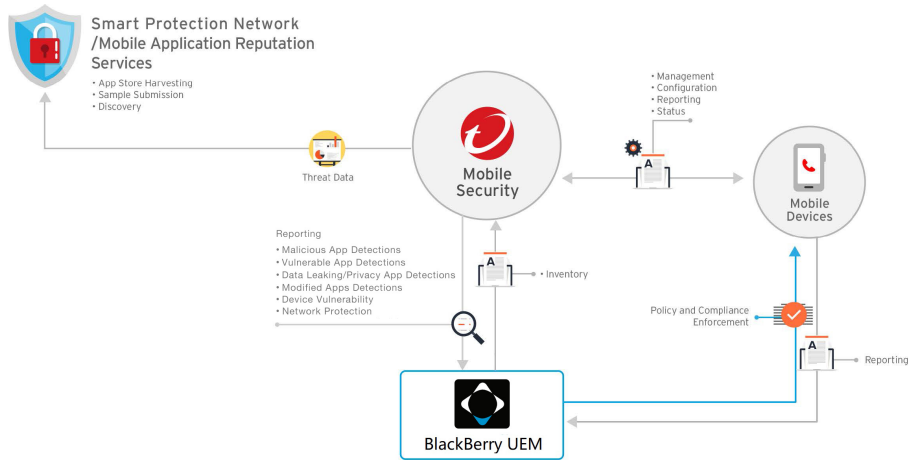 Smart Protection Network
/Mobile Application Reputation
Services
• App Store Harvesting
• Sample Submission
• Discovery
• Management
• Configuration
• Reporting
• Status
A
Threat Data
Mobile
Security
Mobile
Devices
Reporting
• Malicious App Detections
• Vulnerable App Detections
• Data Leaking/Privacy App Detections
• Modified Apps Detections
• Device Vulnerability
• Network Protection
A
• Inventory
Policy and Compliance
Enforcement
A
Reporting
BlackBerry UEM